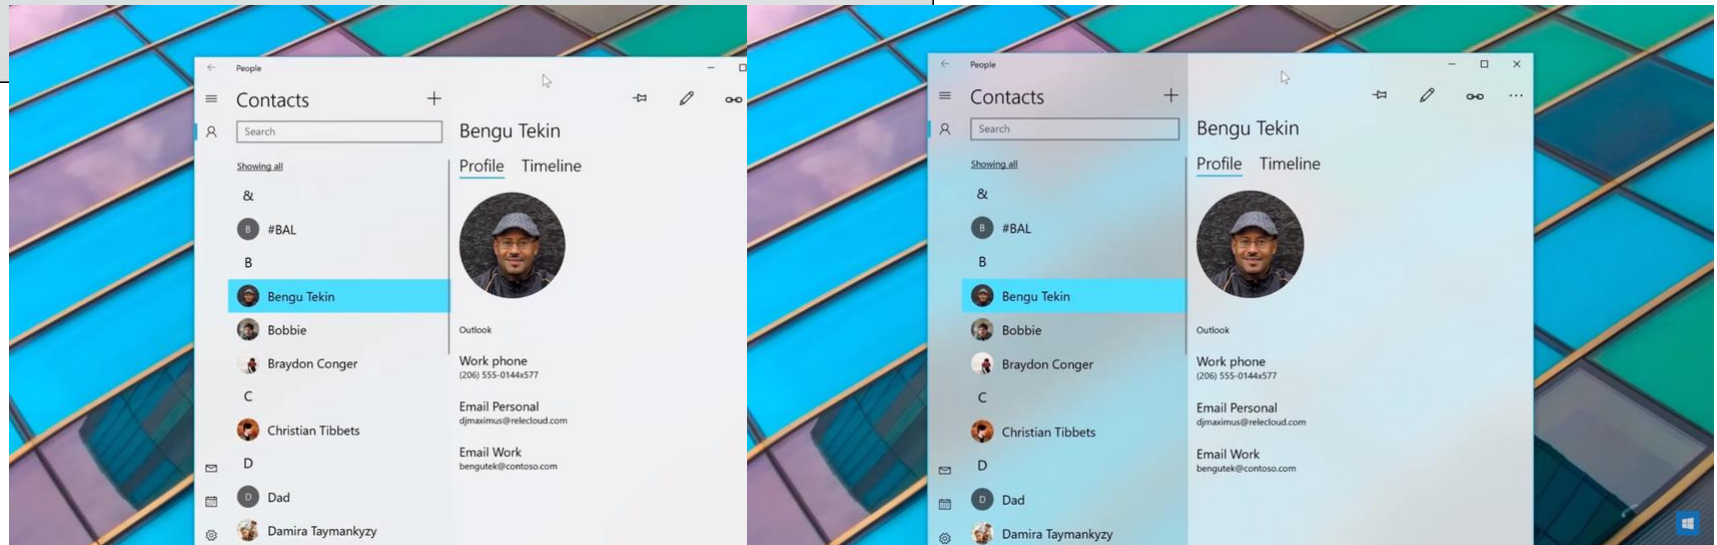 People
Contacts
Search
Showing all
&
B
#BAL
B
Bengu Tekin
Bobbie
Braydon Conger
C
Christian Tibbets
D
D
Dad
Damira Taymankyzy
Bengu Tekin
Profile Timeline
Outlook
Work phone
(206) 555-0144x577
Email Personal
djmaximus@relecloud.com
Email Work
bengutek@contoso.com
People
Contacts
Search
Showing all
&
B
#BAL
B
Bengu Tekin
Bobbie
Braydon Conger
C
Christian Tibbets
D
D
Dad
Damira Taymankyzy
Bengu Tekin
Profile Timeline
Outlook
Work phone
(206) 555-0144x577
Email Personal
djmaximus@relecloud.com
Email Work
bengutek@contoso.com